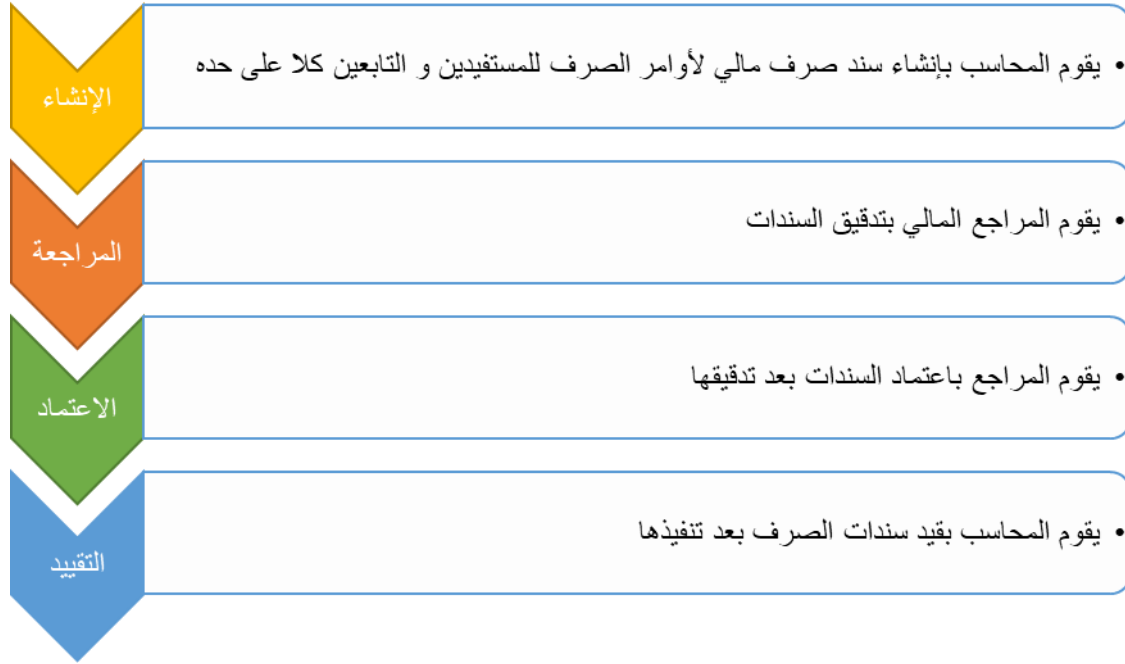 الإنشاء
• يقوم المحاسب بإنشاء سند صرف مالي لأوامر الصرف للمستفيدين و التابعين كلا على حده
المراجعة
• يقوم المراجع المالي بتدقيق السندات
الاعتماد
• يقوم المراجع باعتماد السندات بعد تدقيقها
التقييد
• يقوم المحاسب بقيد سندات الصرف بعد تنفيذها